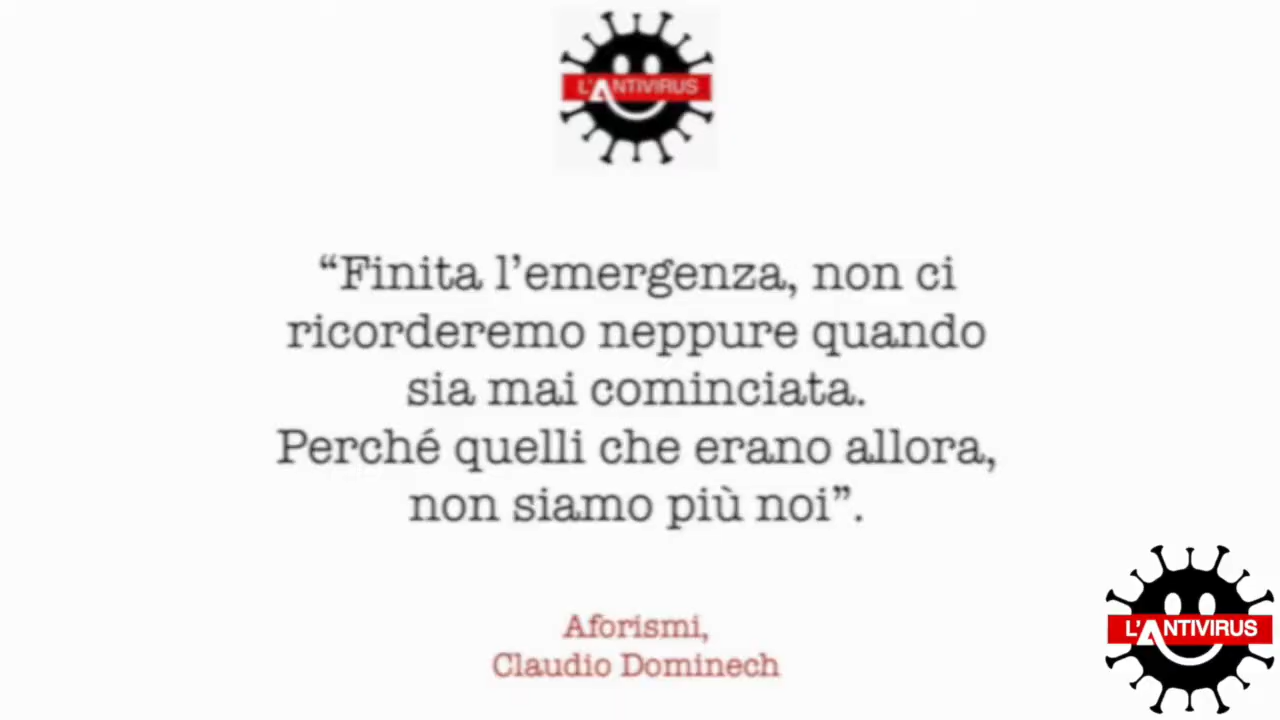 L'ANTIVIRUS
“Finita l’emergenza, non ci
ricorderemo neppure quando
sia mai cominciata.
Perché quelli che erano allora,
non siamo più noi”.
Aforismi,
Claudio Dominech
L'ANTIVIRUS